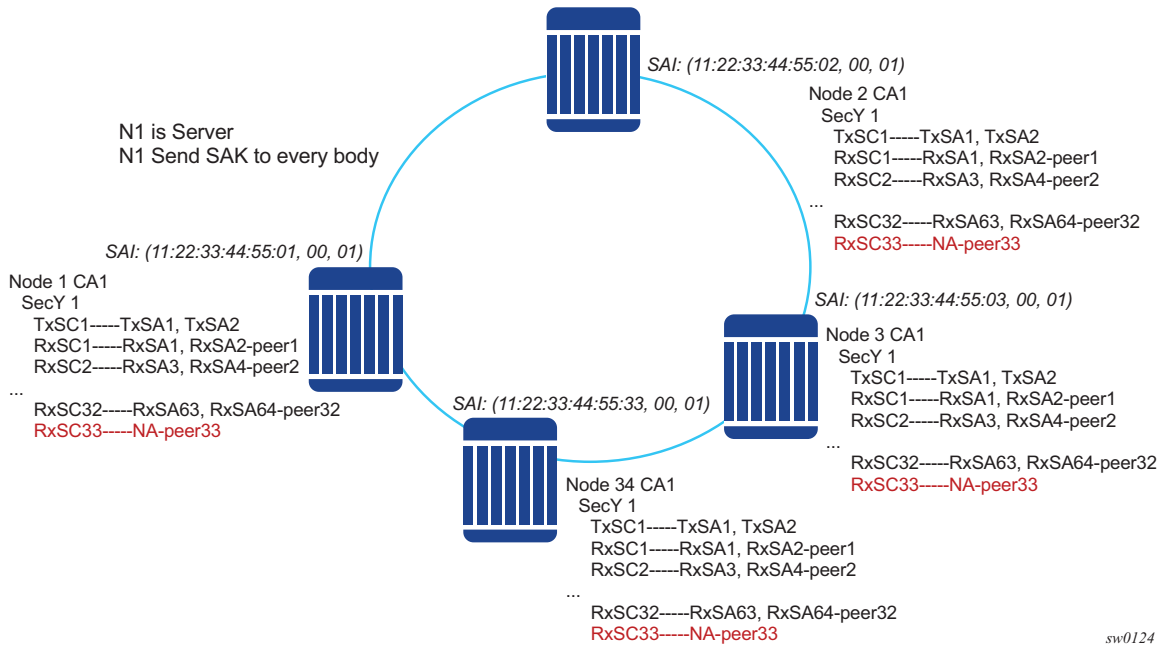 SAI: (11:22:33:44:55:02, 00, 01)
Node 2 CA1
SecY 1
TxSC1-----TxSA1, TxSA2
RxSC1-----RxSA1, RxSA2-peer1
RxSC2-----RxSA3, RxSA4-peer2
...
RxSC32-----RxSA63, RxSA64-peer32
RxSC33-----NA-peer33
N1 is Server
N1 Send SAK to every body
SAI: (11:22:33:44:55:01, 00, 01)
Node 1 CA1
SecY 1
TxSC1-----TxSA1, TxSA2
RxSC1-----RxSA1, RxSA2-peer1
RxSC2-----RxSA3, RxSA4-peer2
...
RxSC32-----RxSA63, RxSA64-peer32
RxSC33-----NA-peer33
SAI: (11:22:33:44:55:03, 00, 01)
Node 3 CA1
SecY 1
TxSC1-----TxSA1, TxSA2
RxSC1-----RxSA1, RxSA2-peer1
RxSC2-----RxSA3, RxSA4-peer2
...
RxSC32-----RxSA63, RxSA64-peer32
RxSC33-----NA-peer33
SAI: (11:22:33:44:55:33, 00, 01)
Node 34 CA1
SecY 1
TxSC1-----TxSA1, TxSA2
RxSC1-----RxSA1, RxSA2-peer1
RxSC2-----RxSA3, RxSA4-peer2
...
RxSC32-----RxSA63, RxSA64-peer32
RxSC33-----NA-peer33
sw0124